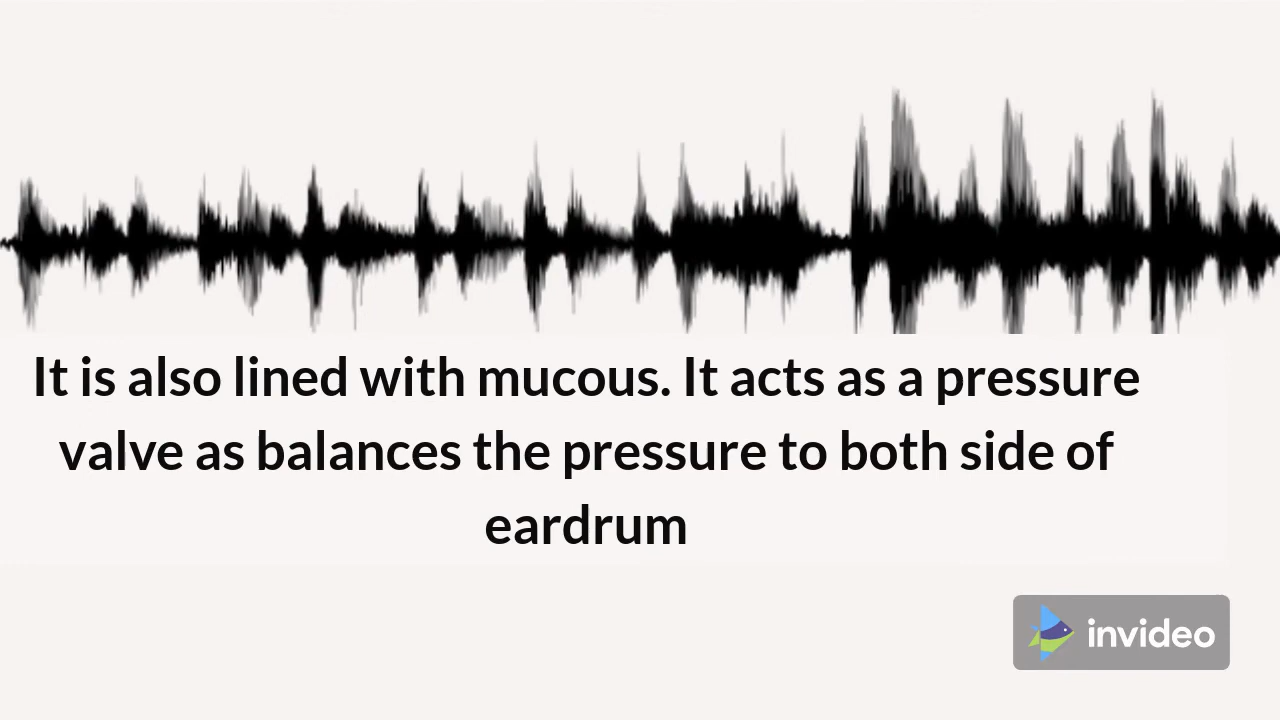 It is also lined with mucous. It acts as a pressure
valve as balances the pressure to both side of
eardrum
invideo